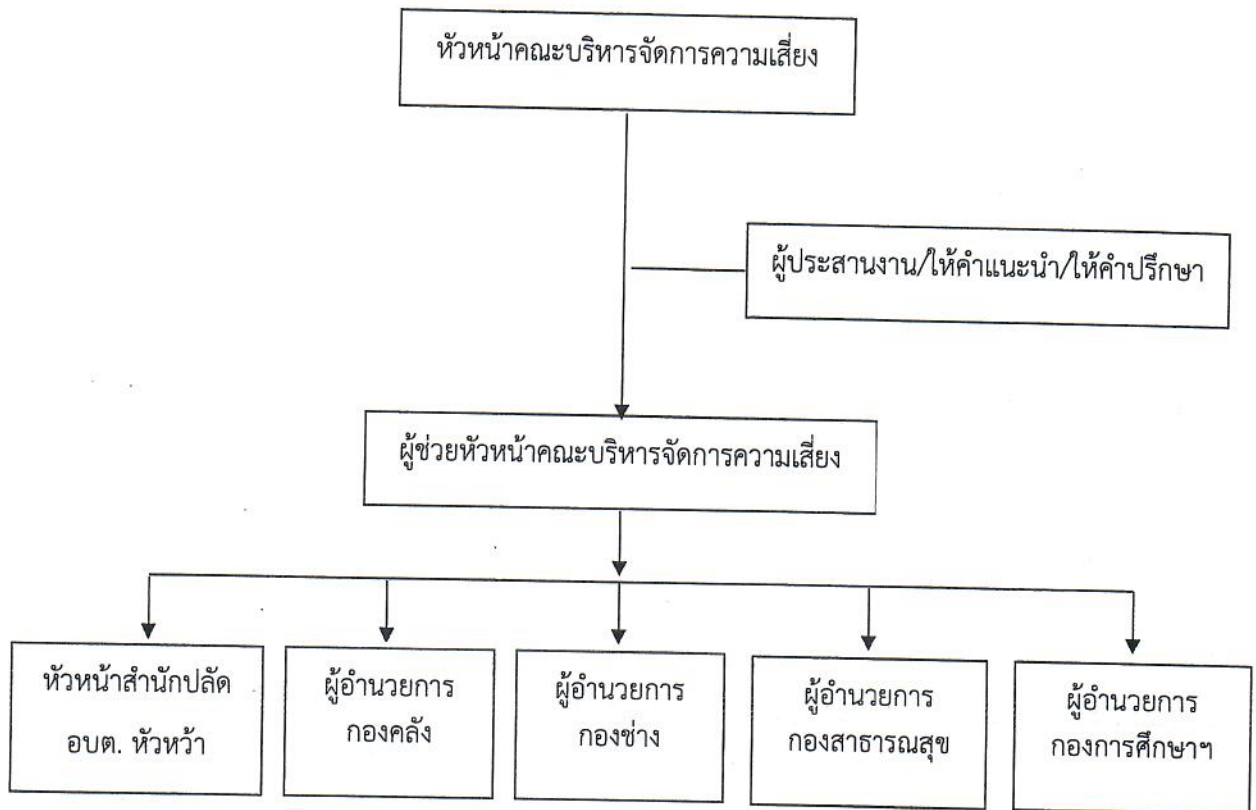 หัวหน้าคณะบริหารจัดการความเสี่ยง
ผู้ประสานงาน/ให้คำแนะนำ/ให้คำปรึกษา
ผู้ช่วยหัวหน้าคณะบริหารจัดการความเสี่ยง
หัวหน้าสำนักปลัด
อบต. หัวหว้า
ผู้อำนวยการ
กองคลัง
ผู้อำนวยการ
กองช่าง
ผู้อำนวยการ
กองสาธารณสุข
ผู้อำนวยการ
กองการศึกษาฯ